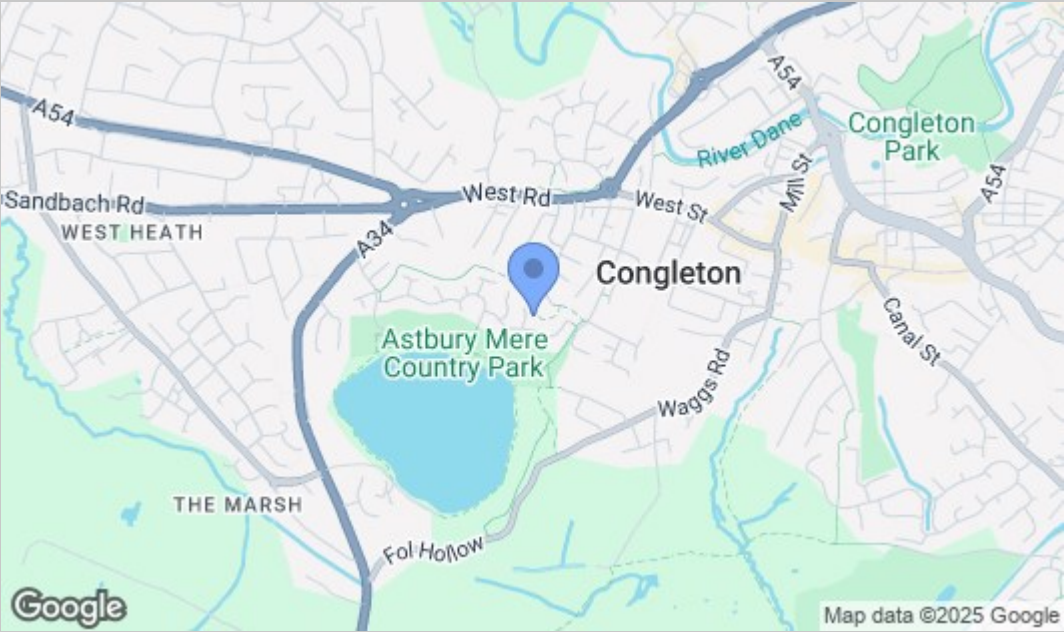 A54
A54
River Dane
Congleton
Park
Mill St
A54
Sandbach Rd
West Rd
West St
WEST HEATH
A34
Congleton
Canal St
Astbury Mere
Country Park
Waggs Rd
THE MARSH
Fol Hollow
Google
Map data ©2025 Google